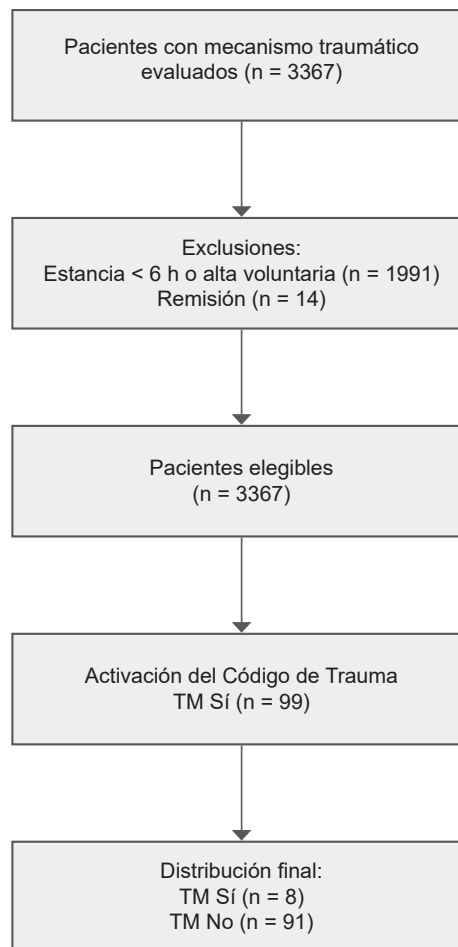 Pacientes con mecanismo traumático
evaluados (n = 3367)
Exclusiones:
Estancia < 6 h o alta voluntaria (n = 1991)
Remisión (n = 14)
Pacientes elegibles
(n = 3367)
Activación del Código de Trauma
TM Sí (n = 99)
Distribución final:
TM Sí (n = 8)
TM No (n = 91)